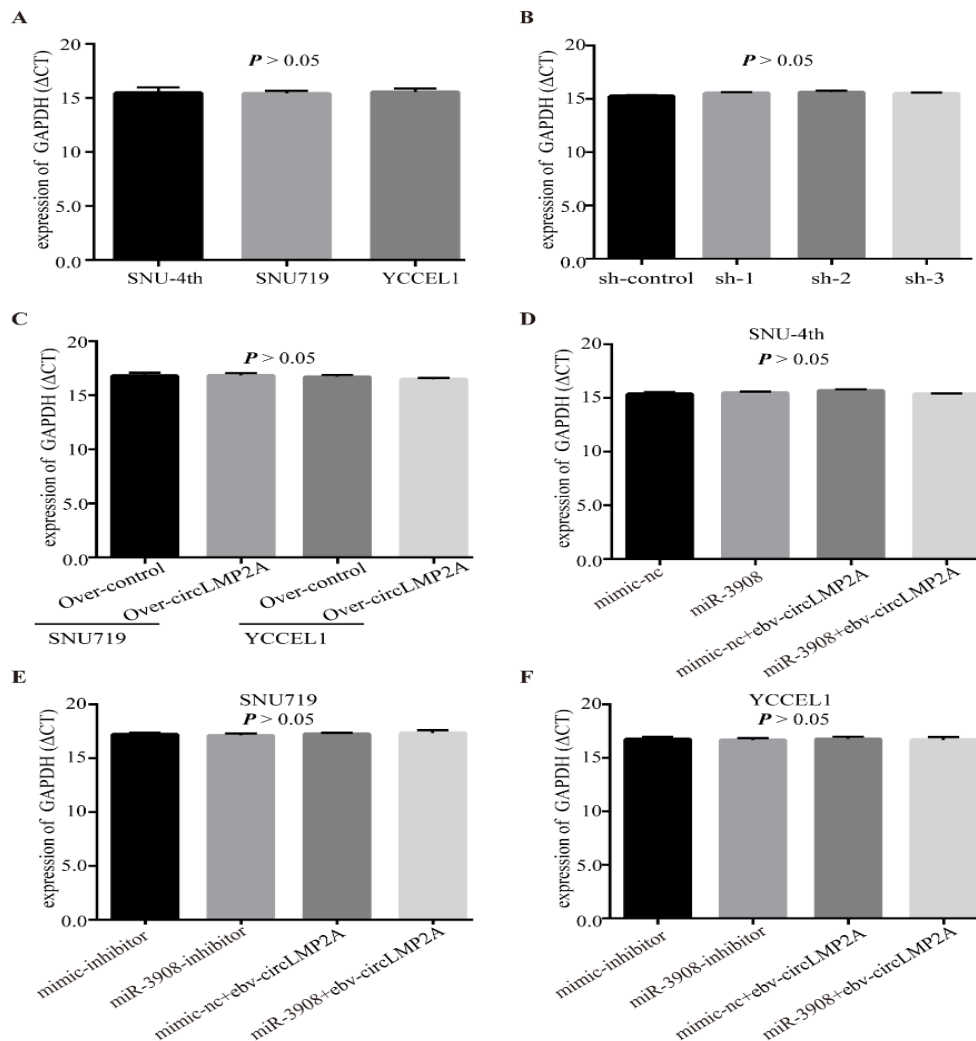 A
expression of GAPDH (ΔCT)
20
15
10
5.0
0.0
P > 0.05
SNU-4th
SNU719
YCCEL1
B
expression of GAPDH (ΔCT)
20
15
10
5.0
0.0
P > 0.05
sh-control
sh-1
sh-2
sh-3
C
expression of GAPDH (ΔCT)
20
15
10
5.0
0.0
P > 0.05
Over-control
Over-circLMP2A
Over-control
Over-circLMP2A
SNU719
YCCEL1
D
SNU-4th
expression of GAPDH (ΔCT)
20
15
10
5.0
0.0
P > 0.05
mimic-nc
miR-3908
mimic-nc+ebv-circLMP2A
miR-3908+ebv-circLMP2A
E
SNU719
expression of GAPDH (ΔCT)
20
15
10
5.0
0.0
P > 0.05
mimic-inhibitor
miR-3908-inhibitor
mimic-nc+ebv-circLMP2A
miR-3908+ebv-circLMP2A
F
YCCEL1
expression of GAPDH (ΔCT)
20
15
10
5.0
0.0
P > 0.05
mimic-inhibitor
miR-3908-inhibitor
mimic-nc+ebv-circLMP2A
miR-3908+ebv-circLMP2A